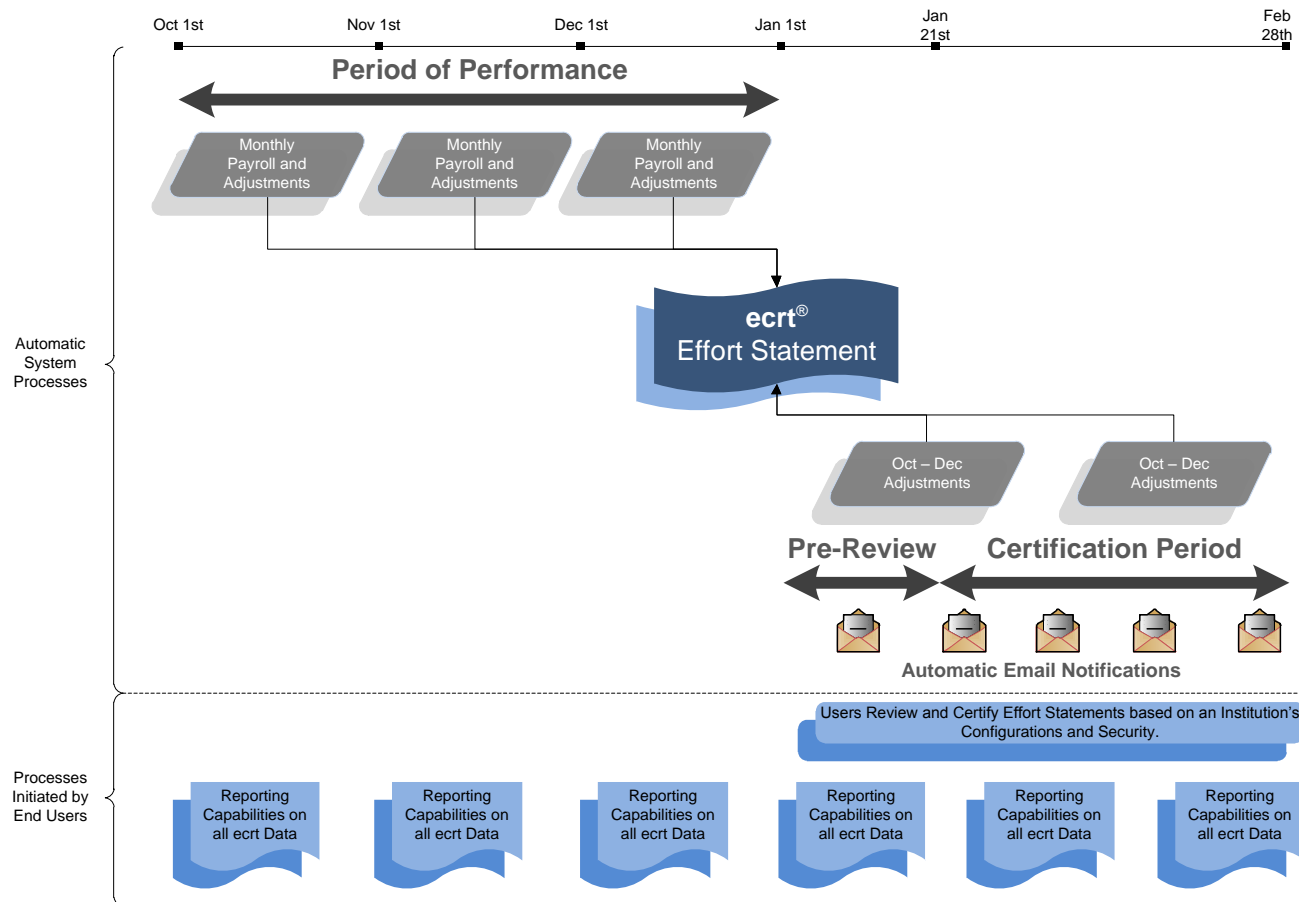 Oct 1st
Nov 1st
Dec 1st
Jan 1st
Jan
21st
Feb
28th
Period of Performance
Monthly
Payroll and
Adjustments
Monthly
Payroll and
Adjustments
Monthly
Payroll and
Adjustments
ecrt®
Effort Statement
Automatic
System
Processes
Oct – Dec
Adjustments
Oct – Dec
Adjustments
Pre-Review
Certification Period
Automatic Email Notifications
Users Review and Certify Effort Statements based on an Institution's
Configurations and Security.
Processes
Initiated by
End Users
Reporting
Capabilities on
all ecrt Data
Reporting
Capabilities on
all ecrt Data
Reporting
Capabilities on
all ecrt Data
Reporting
Capabilities on
all ecrt Data
Reporting
Capabilities on
all ecrt Data
Reporting
Capabilities on
all ecrt Data